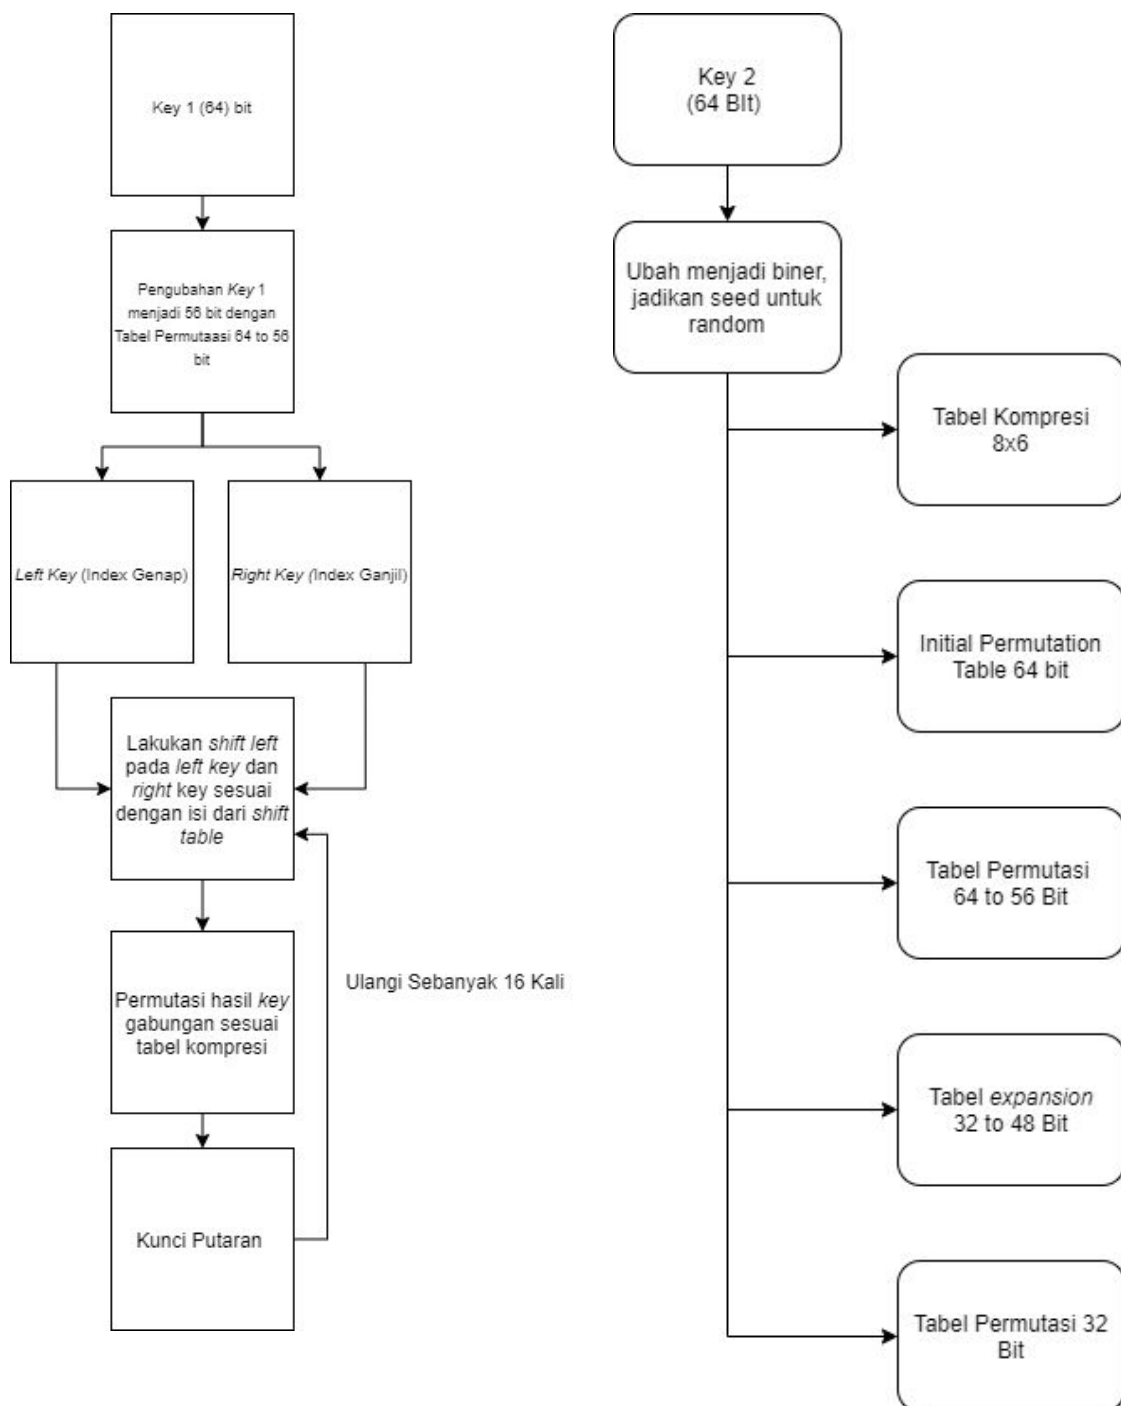 Key 1 (64) bit
Pengubahan Key 1
menjadi 56 bit dengan
Tabel Permutaasi 64 to 56
bit
Left Key (Index Genap)
Right Key (Index Ganjil)
Lakukan shift left
pada left key dan
right key sesuai
dengan isi dari shift
table
Permutasi hasil key
gabungan sesuai
tabel kompresi
Ulangi Sebanyak 16 Kali
Kunci Putaran
Key 2
(64 BIt)
Ubah menjadi biner,
jadikan seed untuk
random
Tabel Kompresi
8x6
Initial Permutation
Table 64 bit
Tabel Permutasi
64 to 56 Bit
Tabel expansion
32 to 48 Bit
Tabel Permutasi 32
Bit